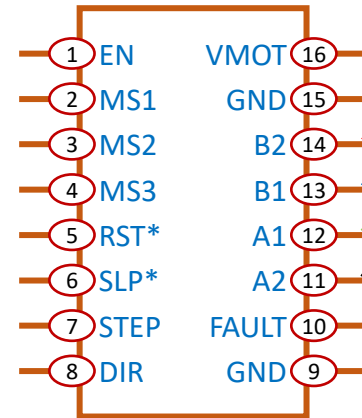 1 EN VMOT 16
2 MS1 GND 15
3 MS2 B2 14
4 MS3 B1 13
5 RST* A1 12
6 SLP* A2 11
7 STEP FAULT 10
8 DIR GND 9